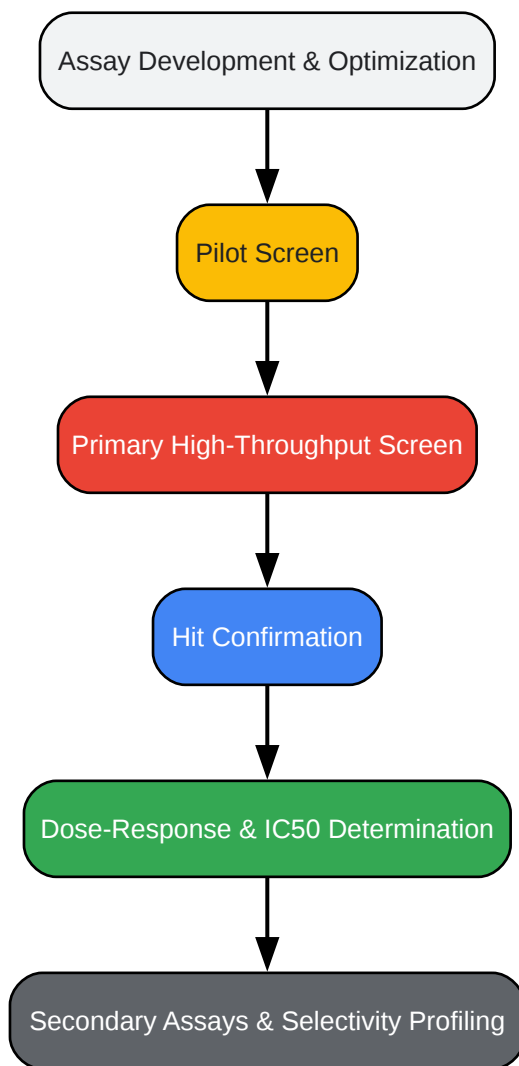 Assay Development & Optimization
Pilot Screen
Primary High-Throughput Screen
Hit Confirmation
Dose-Response & IC50 Determination
Secondary Assays & Selectivity Profiling